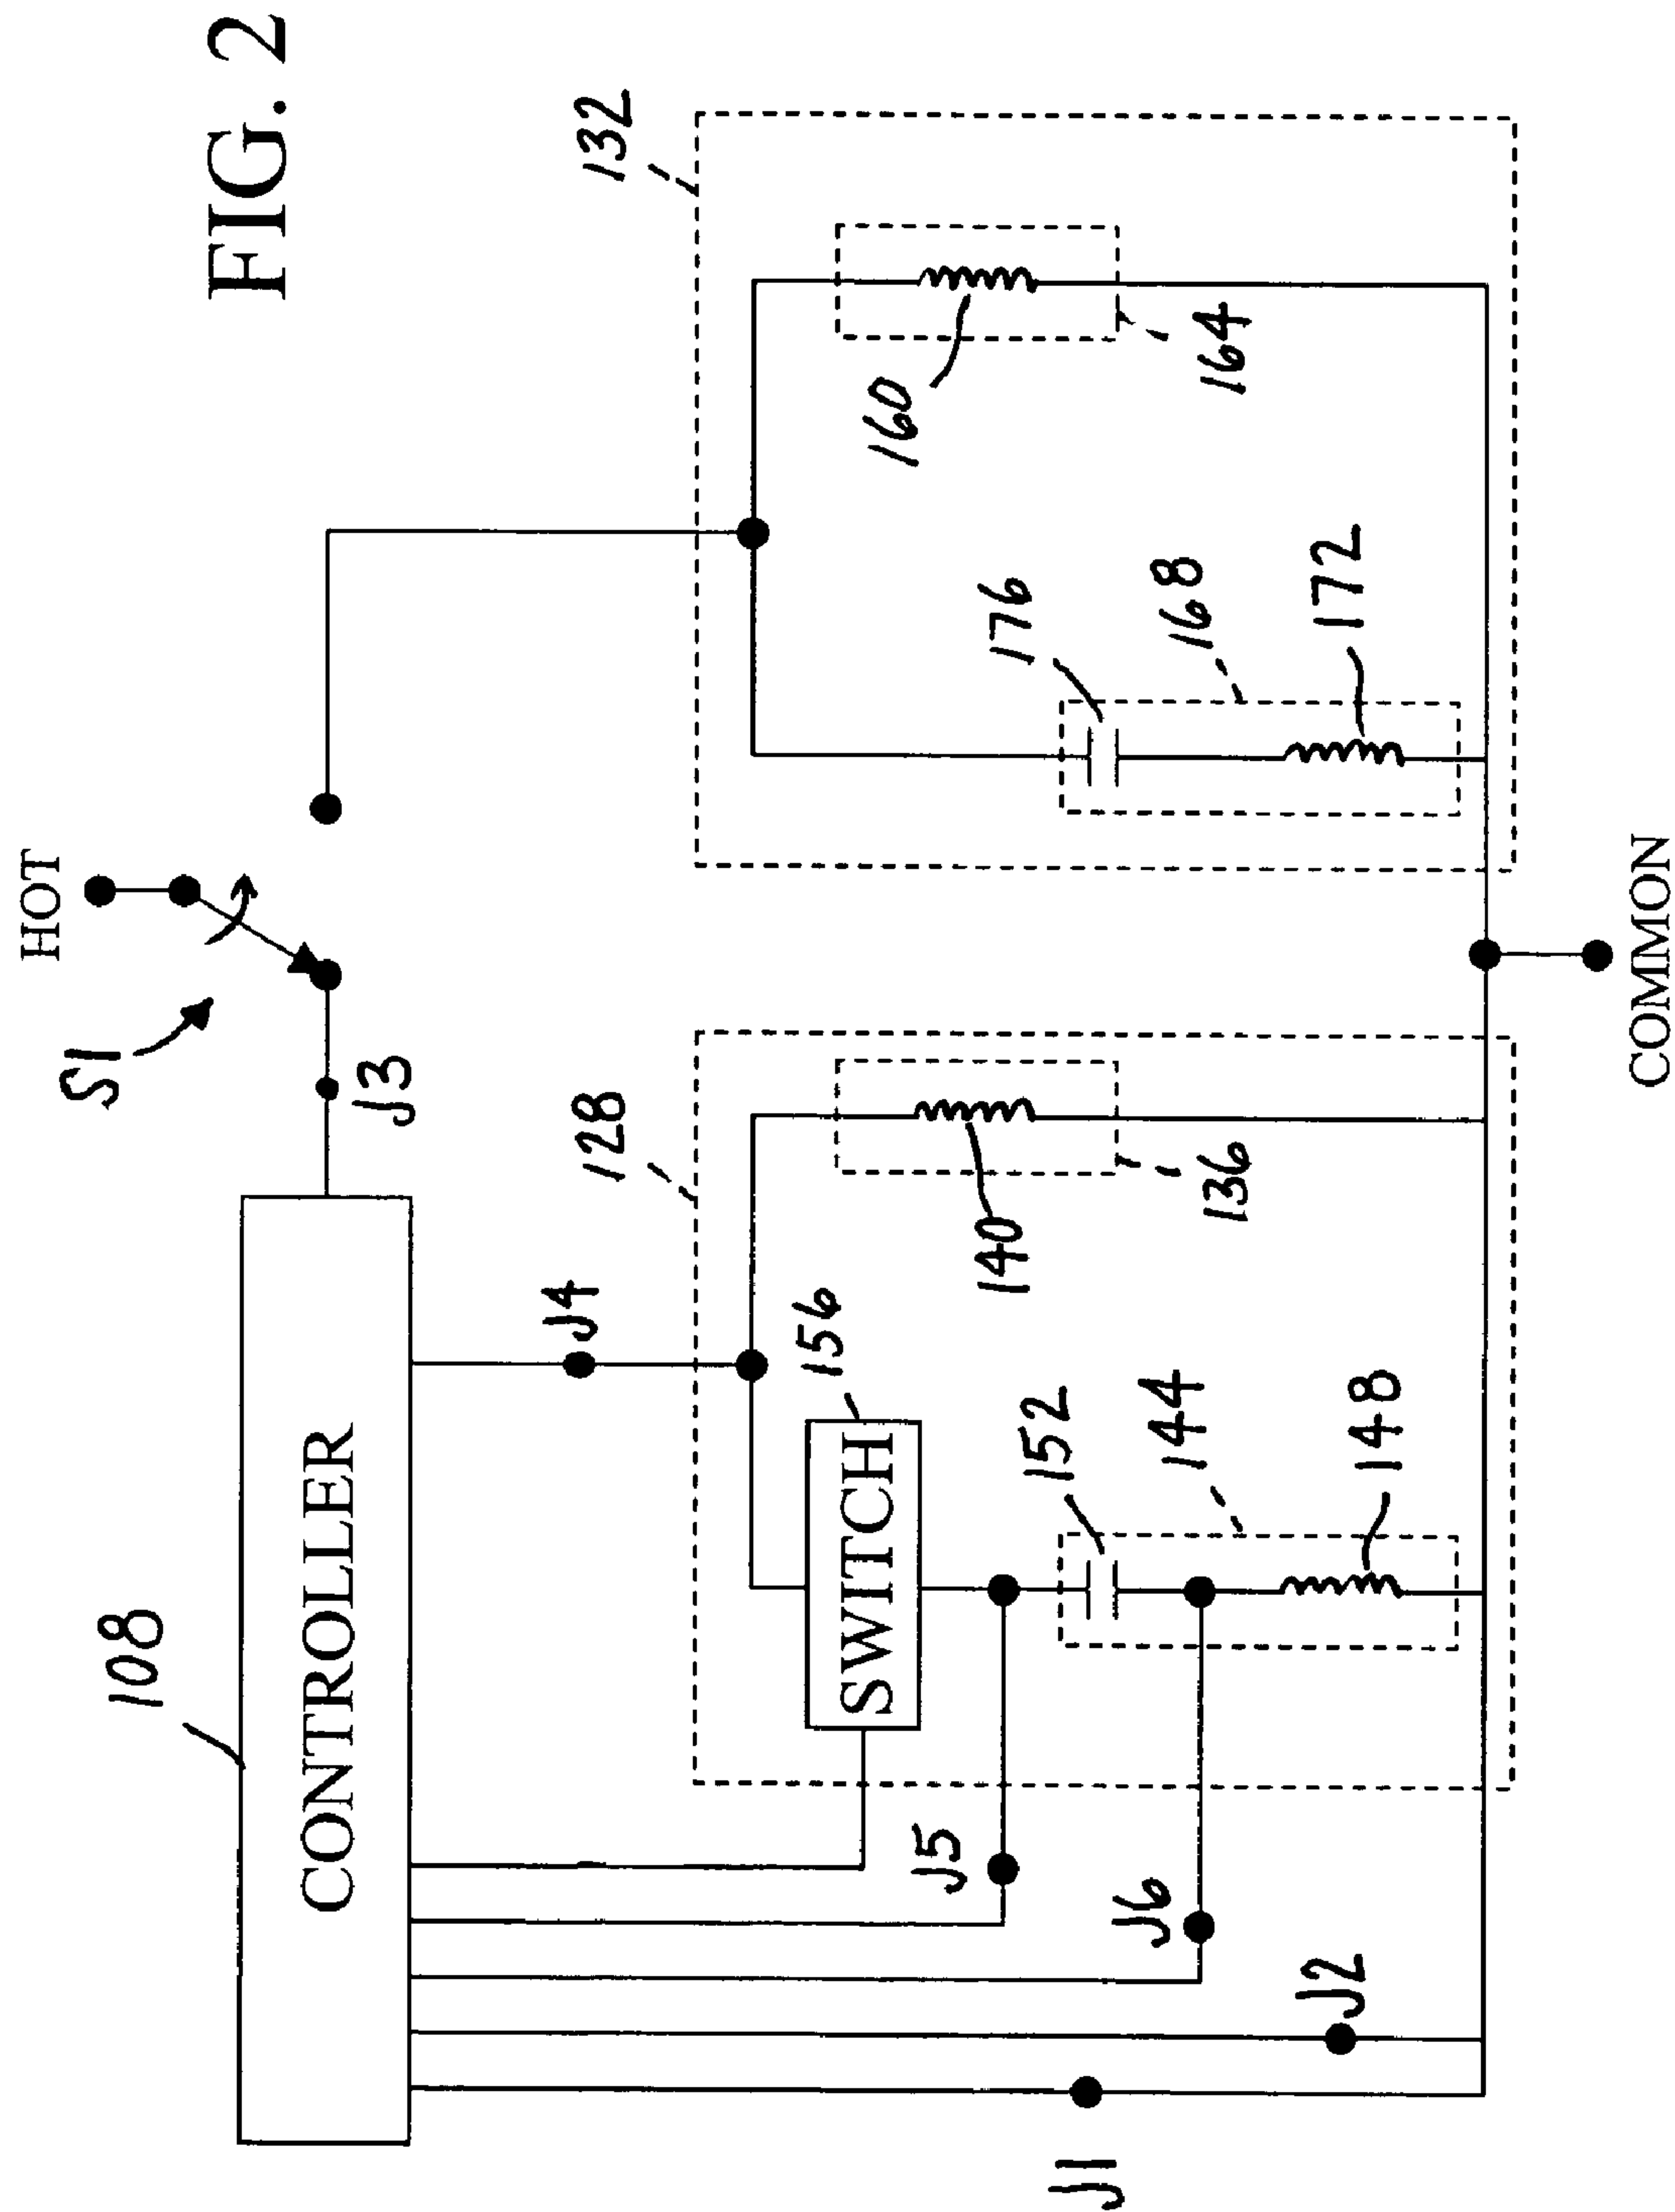 FIG. 2
HOT
S1
J3
108
CONTROLLER
J4
128
132
156
SWITCH
140
136
160
164
J5
152
144
148
176
168
172
J6
J2
J1
COMMON